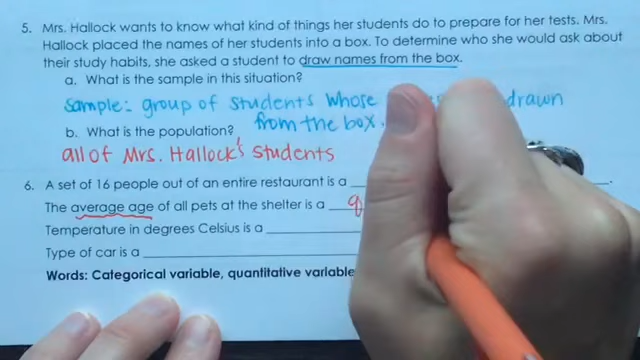 5. Mrs. Hallock wants to know what kind of things her students do to prepare for her tests. Mrs.
Hallock placed the names of her students into a box. To determine who she would ask about
their study habits, she asked a student to draw names from the box.
a. What is the sample in this situation?
Sample: group of students whose drawn
from the box.
b. What is the population?
all of Mrs. Hallock's students
6. A set of 16 people out of an entire restaurant is a
The average age of all pets at the shelter is a q
Temperature in degrees Celsius is a
Type of car is a
Words: Categorical variable, quantitative variable